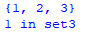 {1, 2, 3}
1 in set3